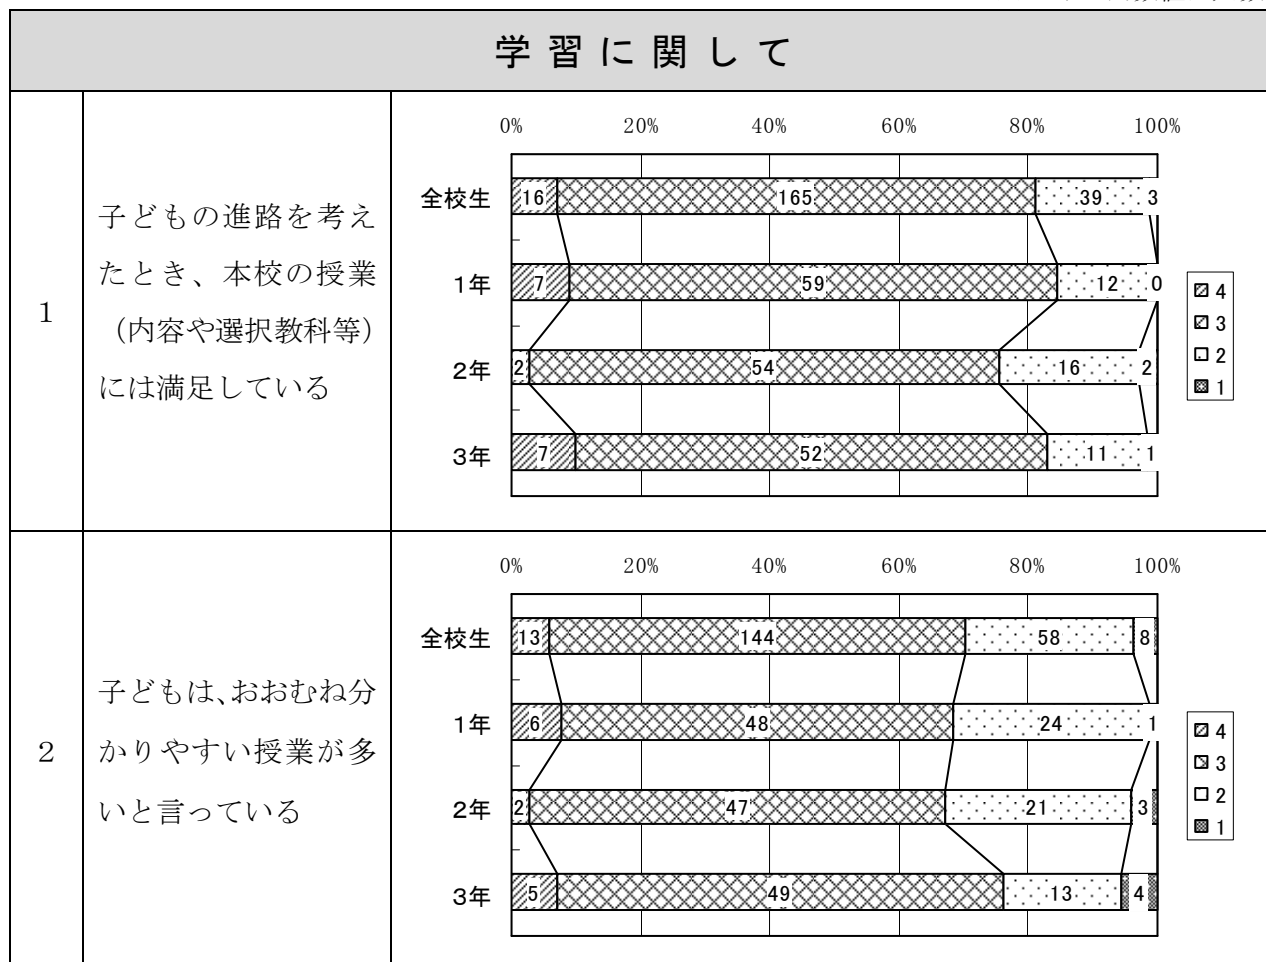 学習に関して
1
子どもの進路を考え
たとき、本校の授業
（内容や選択教科等）
には満足している
0% 20% 40% 60% 80% 100%
全校生 16 165 39 3
1年 7 59 12 0
2年 2 54 16 2
3年 7 52 11 1
4
3
2
1
2
子どもは、おおむね分
かりやすい授業が多
いと言っている
0% 20% 40% 60% 80% 100%
全校生 13 144 58 8
1年 6 48 24 1
2年 2 47 21 3
3年 5 49 13 4
4
3
2
1